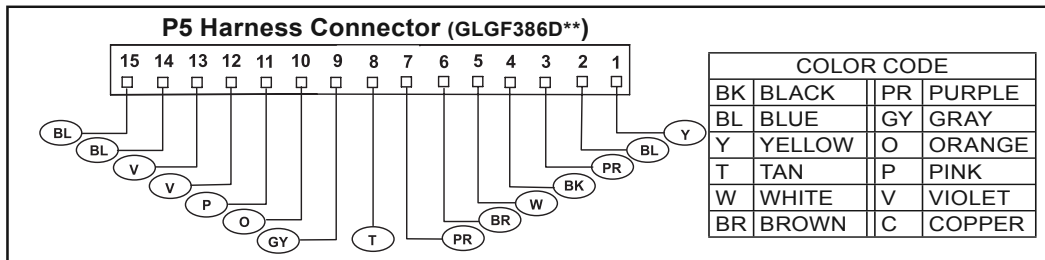 P5 Harness Connector (GLGF386D**)
15 14 13 12 11 10 9 8 7 6 5 4 3 2 1
BL
BL
V
V
P
O
GY
T
PR
BR
W
BK
PR
BL
Y
COLOR CODE
BK BLACK PR PURPLE
BL BLUE GY GRAY
Y YELLOW O ORANGE
T TAN P PINK
W WHITE V VIOLET
BR BROWN C COPPER